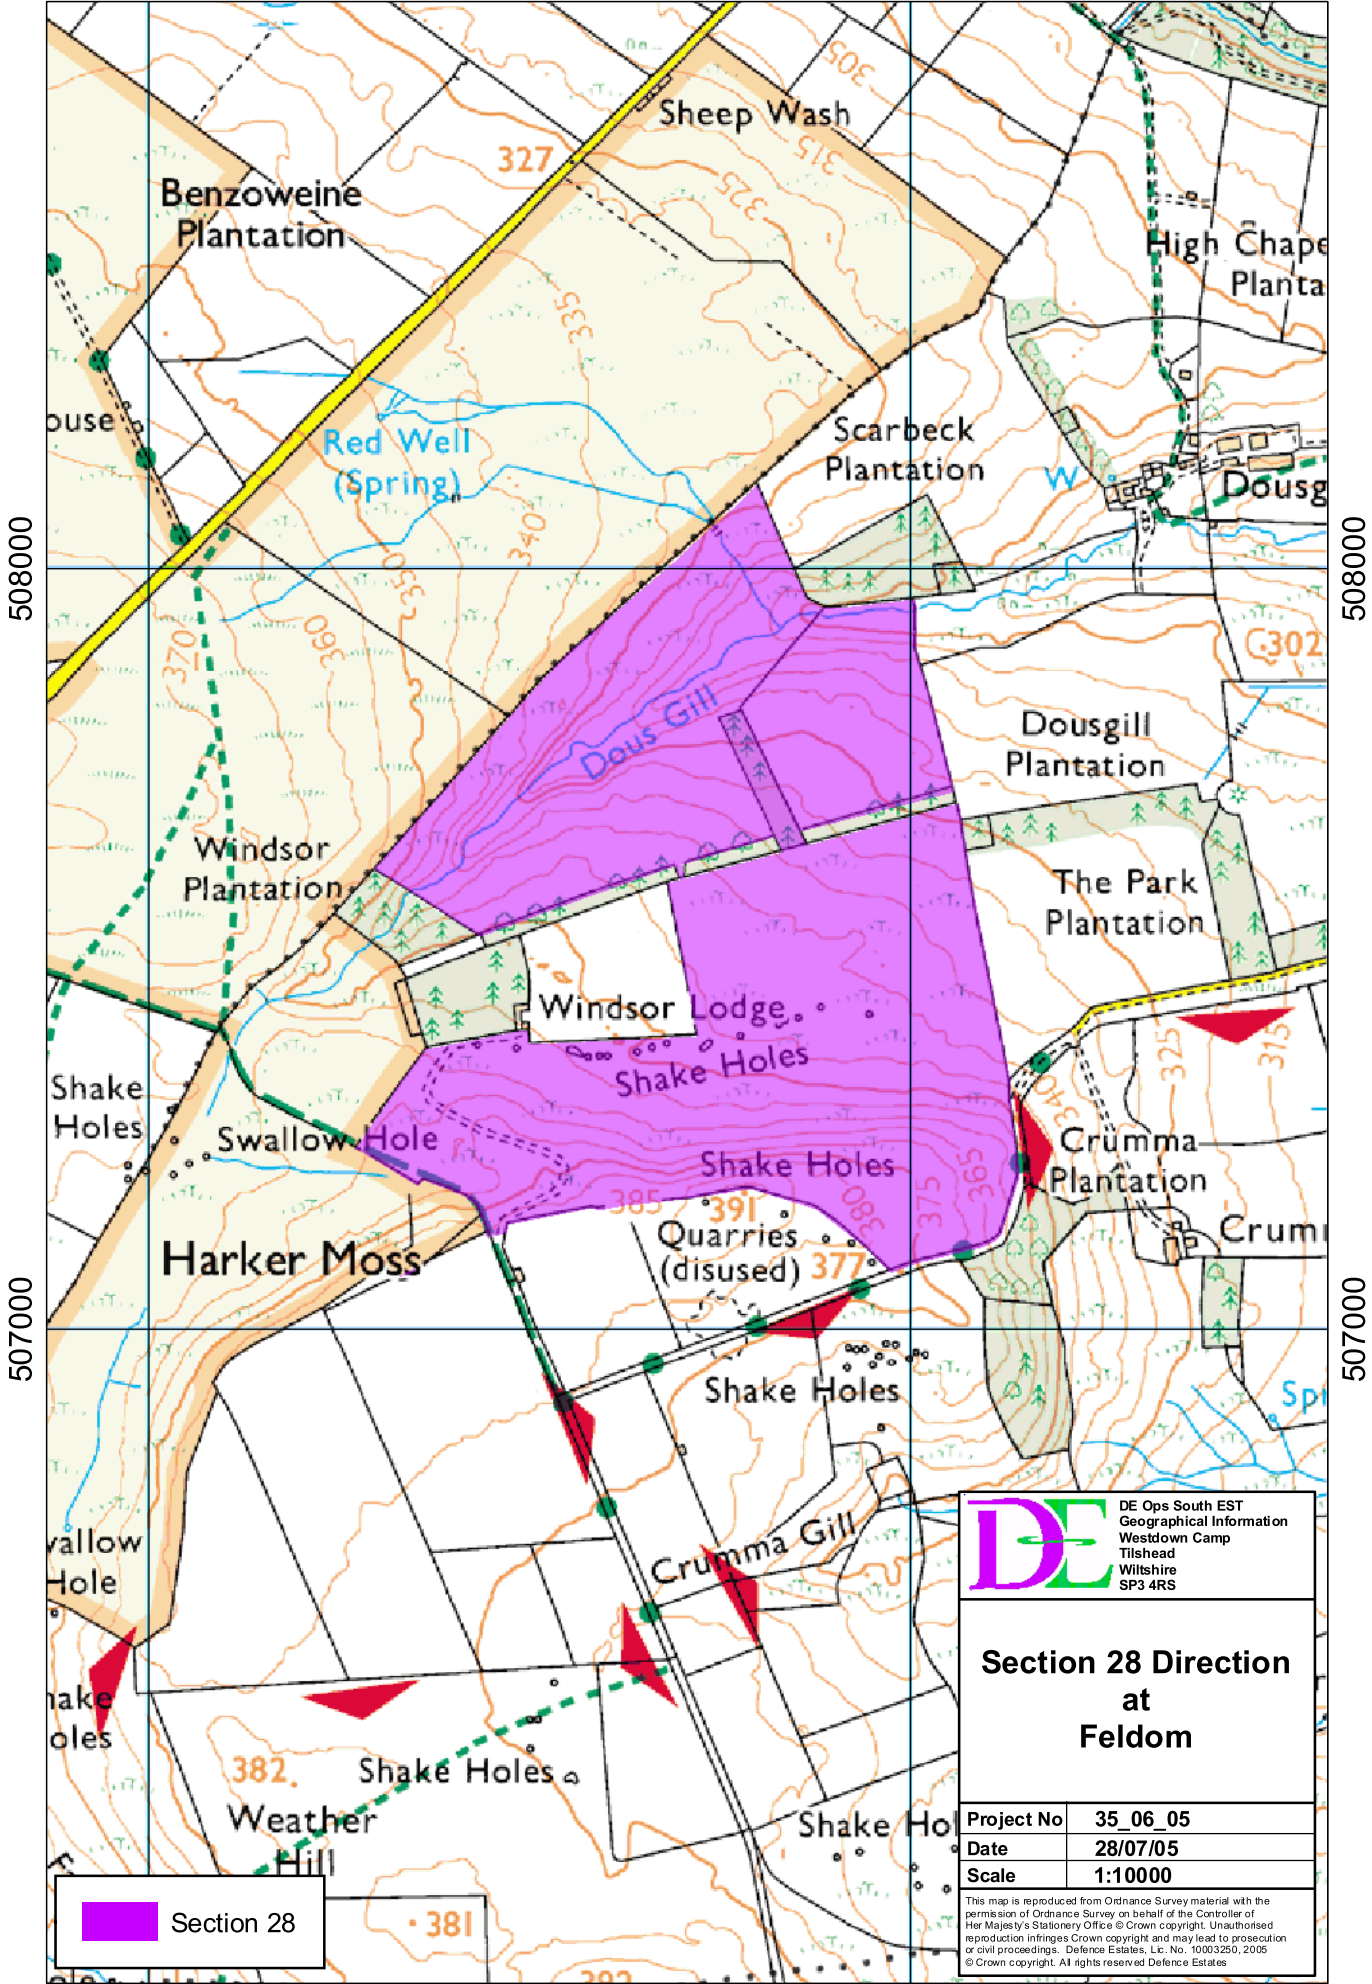 305
Sheep Wash
327
315
325
Benzoweine
Plantation
High Chape
Planta
335
ouse
Red Well
(Spring)
Scarbeck
Plantation
W
Dousg
340
350
508000
508000
360
370
302
Dous Gill
Dousgill
Plantation
Windsor
Plantation
The Park
Plantation
Windsor Lodge
Shake Holes
325
315
340
Shake
Holes
Swallow Hole
Shake Holes
Crumma
Plantation
365
375
380
385
391
Quarries
(disused)
377
Crum
Harker Moss
507000
507000
Shake Holes
Spr
Crumma Gill
wallow
Hole
hake
oles
382
Shake Holes
Weather
Hill
Shake Hol
381
392
Section 28
DE
DE Ops South EST
Geographical Information
Westdown Camp
Tilshead
Wiltshire
SP3 4RS
Section 28 Direction
at
Feldom
Project No 35_06_05
Date 28/07/05
Scale 1:10000
This map is reproduced from Ordnance Survey material with the
permission of Ordnance Survey on behalf of the Controller of
Her Majesty's Stationery Office © Crown copyright. Unauthorised
reproduction infringes Crown copyright and may lead to prosecution
or civil proceedings. Defence Estates, Lic. No. 10003250, 2005
© Crown copyright. All rights reserved Defence Estates